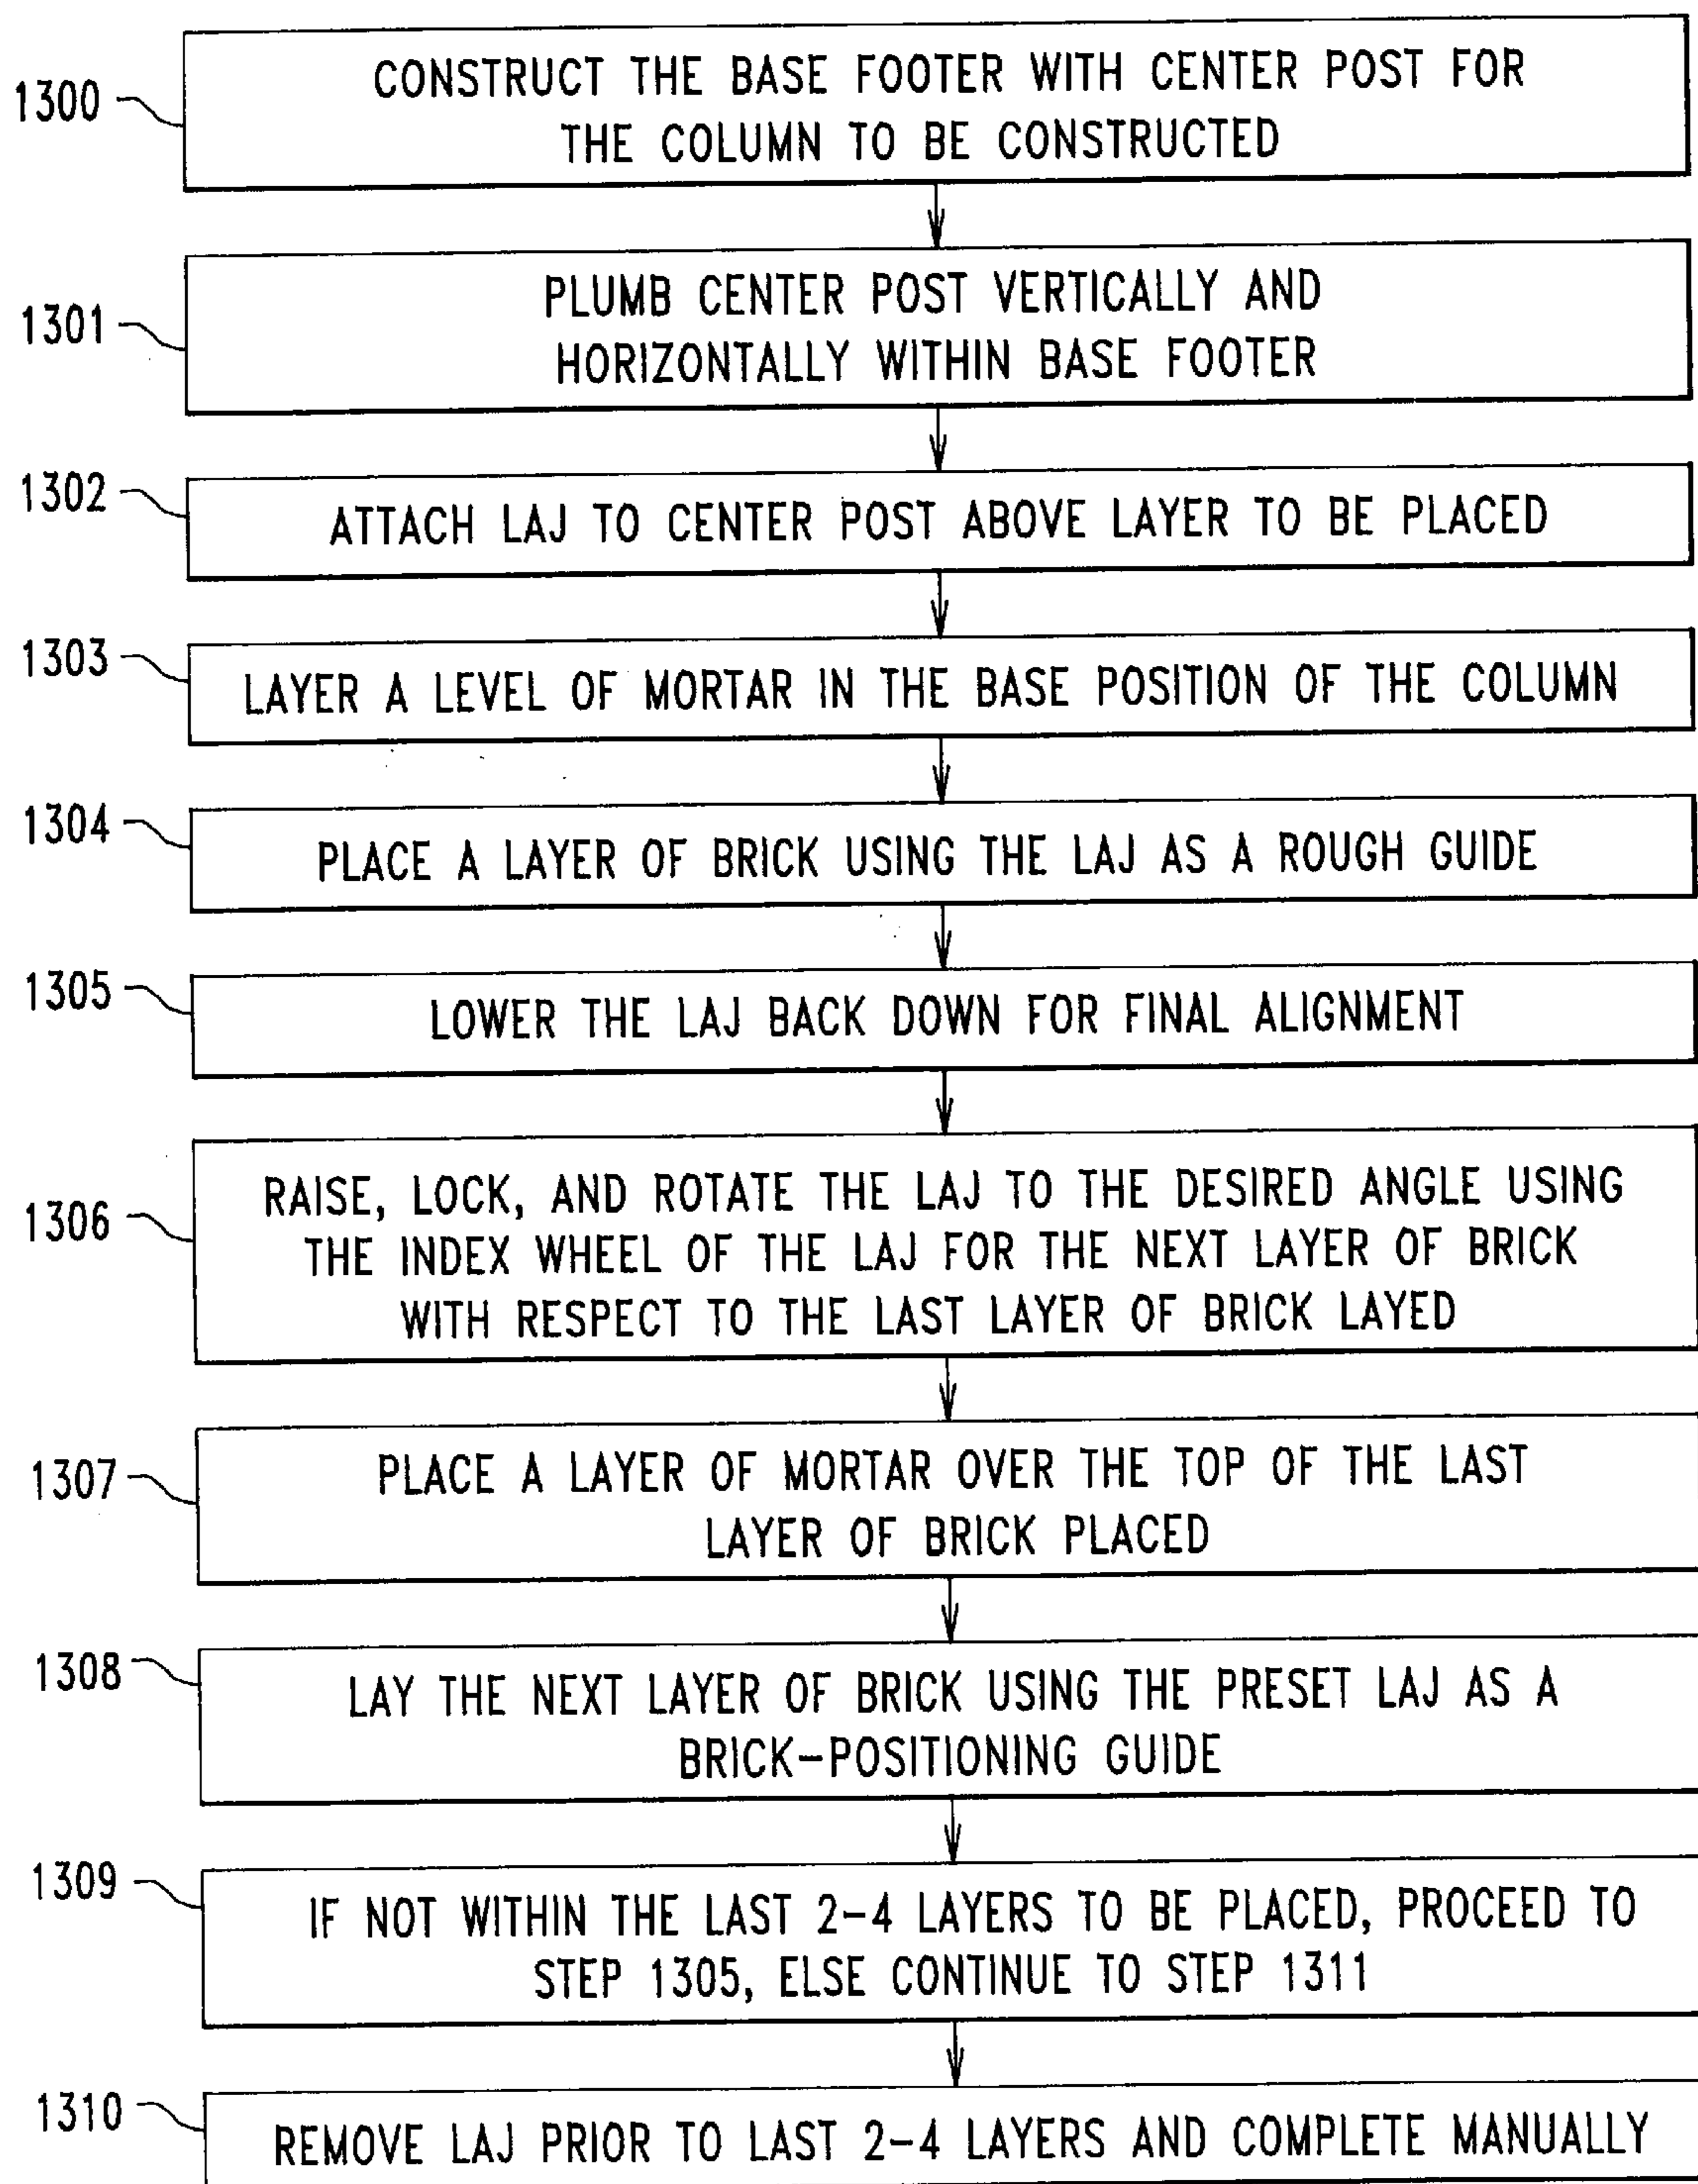 1300
CONSTRUCT THE BASE FOOTER WITH CENTER POST FOR
THE COLUMN TO BE CONSTRUCTED
1301
PLUMB CENTER POST VERTICALLY AND
HORIZONTALLY WITHIN BASE FOOTER
1302
ATTACH LAJ TO CENTER POST ABOVE LAYER TO BE PLACED
1303
LAYER A LEVEL OF MORTAR IN THE BASE POSITION OF THE COLUMN
1304
PLACE A LAYER OF BRICK USING THE LAJ AS A ROUGH GUIDE
1305
LOWER THE LAJ BACK DOWN FOR FINAL ALIGNMENT
1306
RAISE, LOCK, AND ROTATE THE LAJ TO THE DESIRED ANGLE USING
THE INDEX WHEEL OF THE LAJ FOR THE NEXT LAYER OF BRICK
WITH RESPECT TO THE LAST LAYER OF BRICK LAYED
1307
PLACE A LAYER OF MORTAR OVER THE TOP OF THE LAST
LAYER OF BRICK PLACED
1308
LAY THE NEXT LAYER OF BRICK USING THE PRESET LAJ AS A
BRICK-POSITIONING GUIDE
1309
IF NOT WITHIN THE LAST 2-4 LAYERS TO BE PLACED, PROCEED TO
STEP 1305, ELSE CONTINUE TO STEP 1311
1310
REMOVE LAJ PRIOR TO LAST 2-4 LAYERS AND COMPLETE MANUALLY